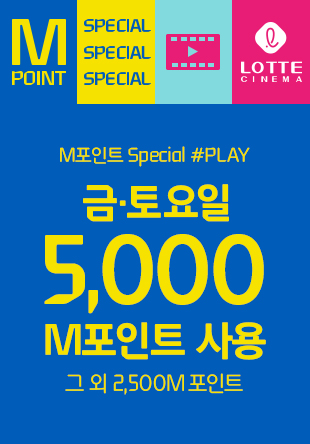 M
POINT
SPECIAL
SPECIAL
SPECIAL
LOTTE
CINEMA
M포인트 Special #PLAY
금·토요일
5,000
M포인트 사용
그 외 2,500M 포인트